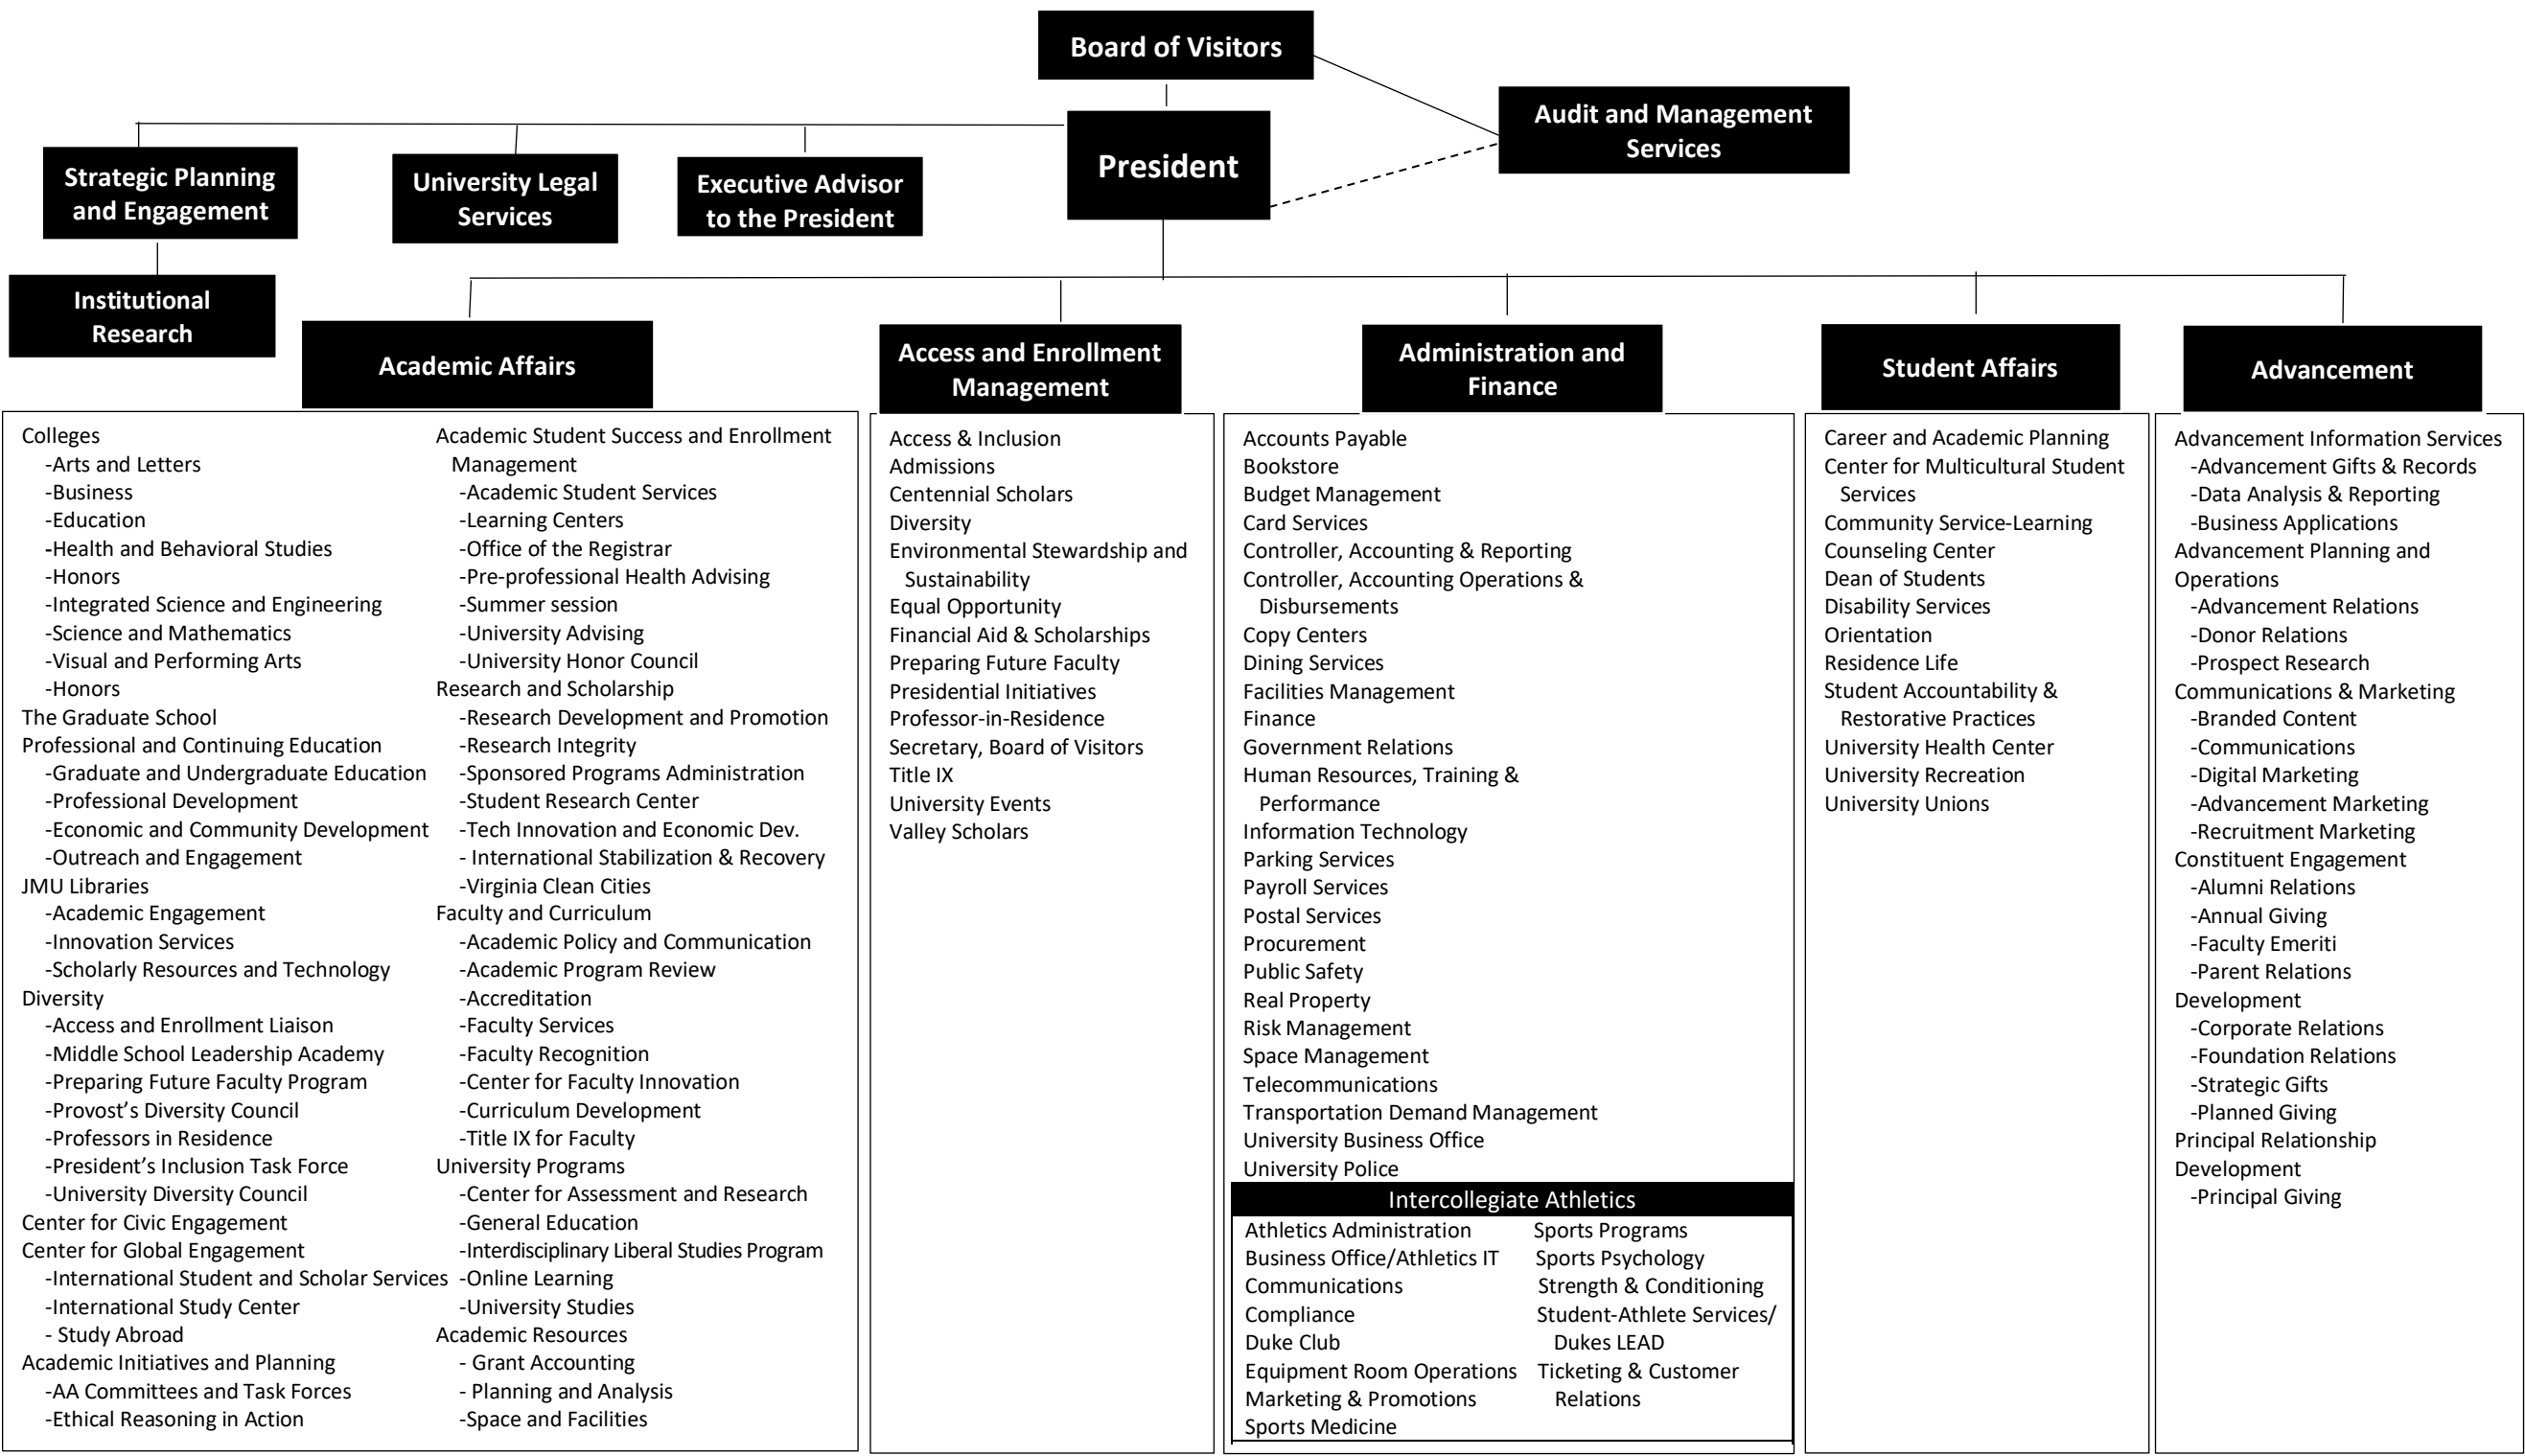 Board of Visitors
Audit and Management
Services
President
Strategic Planning
and Engagement
University Legal
Services
Executive Advisor
to the President
Institutional
Research
Academic Affairs
Colleges
-Arts and Letters
-Business
-Education
-Health and Behavioral Studies
-Honors
-Integrated Science and Engineering
-Science and Mathematics
-Visual and Performing Arts
-Honors
The Graduate School
Professional and Continuing Education
-Graduate and Undergraduate Education
-Professional Development
-Economic and Community Development
-Outreach and Engagement
JMU Libraries
-Academic Engagement
-Innovation Services
-Scholarly Resources and Technology
Diversity
-Access and Enrollment Liaison
-Middle School Leadership Academy
-Preparing Future Faculty Program
-Provost’s Diversity Council
-Professors in Residence
-President’s Inclusion Task Force
-University Diversity Council
Center for Civic Engagement
Center for Global Engagement
-International Student and Scholar Services
-International Study Center
- Study Abroad
Academic Initiatives and Planning
-AA Committees and Task Forces
-Ethical Reasoning in Action
Academic Student Success and Enrollment
Management
-Academic Student Services
-Learning Centers
-Office of the Registrar
-Pre-professional Health Advising
-Summer session
-University Advising
-University Honor Council
Research and Scholarship
-Research Development and Promotion
-Research Integrity
-Sponsored Programs Administration
-Student Research Center
-Tech Innovation and Economic Dev.
- International Stabilization & Recovery
-Virginia Clean Cities
Faculty and Curriculum
-Academic Policy and Communication
-Academic Program Review
-Accreditation
-Faculty Services
-Faculty Recognition
-Center for Faculty Innovation
-Curriculum Development
-Title IX for Faculty
University Programs
-Center for Assessment and Research
-General Education
-Interdisciplinary Liberal Studies Program
-Online Learning
-University Studies
Academic Resources
- Grant Accounting
- Planning and Analysis
-Space and Facilities
Access and Enrollment
Management
Access & Inclusion
Admissions
Centennial Scholars
Diversity
Environmental Stewardship and
Sustainability
Equal Opportunity
Financial Aid & Scholarships
Preparing Future Faculty
Presidential Initiatives
Professor-in-Residence
Secretary, Board of Visitors
Title IX
University Events
Valley Scholars
Administration and
Finance
Accounts Payable
Bookstore
Budget Management
Card Services
Controller, Accounting & Reporting
Controller, Accounting Operations &
Disbursements
Copy Centers
Dining Services
Facilities Management
Finance
Government Relations
Human Resources, Training &
Performance
Information Technology
Parking Services
Payroll Services
Postal Services
Procurement
Public Safety
Real Property
Risk Management
Space Management
Telecommunications
Transportation Demand Management
University Business Office
University Police
Intercollegiate Athletics
Athletics Administration
Business Office/Athletics IT
Communications
Compliance
Duke Club
Equipment Room Operations
Marketing & Promotions
Sports Medicine
Sports Programs
Sports Psychology
Strength & Conditioning
Student-Athlete Services/
Dukes LEAD
Ticketing & Customer
Relations
Student Affairs
Career and Academic Planning
Center for Multicultural Student
Services
Community Service-Learning
Counseling Center
Dean of Students
Disability Services
Orientation
Residence Life
Student Accountability &
Restorative Practices
University Health Center
University Recreation
University Unions
Advancement
Advancement Information Services
-Advancement Gifts & Records
-Data Analysis & Reporting
-Business Applications
Advancement Planning and
Operations
-Advancement Relations
-Donor Relations
-Prospect Research
Communications & Marketing
-Branded Content
-Communications
-Digital Marketing
-Advancement Marketing
-Recruitment Marketing
Constituent Engagement
-Alumni Relations
-Annual Giving
-Faculty Emeriti
-Parent Relations
Development
-Corporate Relations
-Foundation Relations
-Strategic Gifts
-Planned Giving
Principal Relationship
Development
-Principal Giving